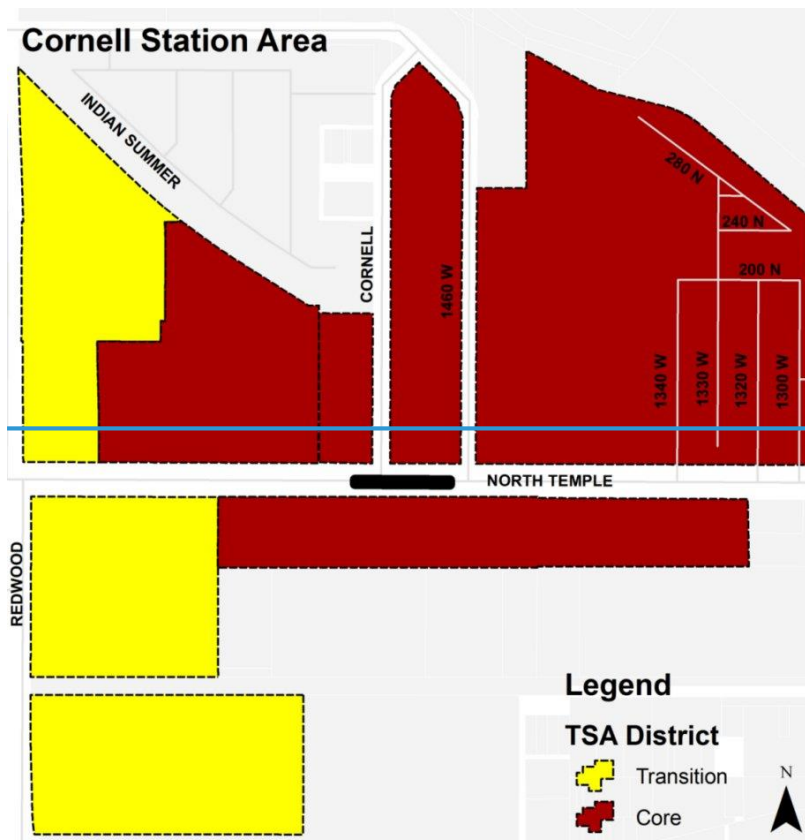 Cornell Station Area
INDIAN SUMMER
CORNELL
1460 W
280 N
240 N
200 N
1340 W
1330 W
1320 W
1300 W
NORTH TEMPLE
REDWOOD
Legend
TSA District
Transition
Core
N